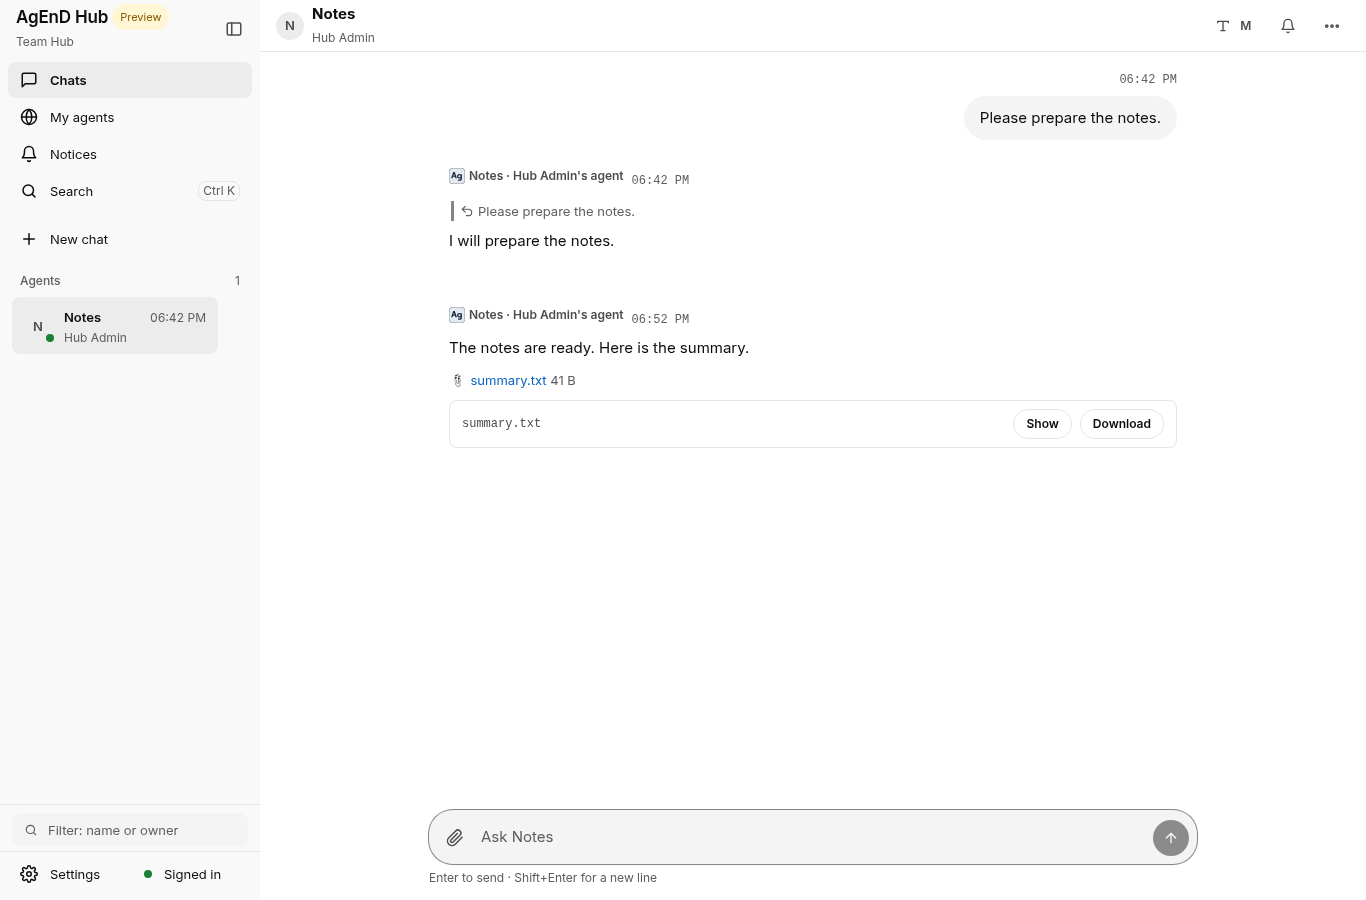 AgEnD Hub Preview
Team Hub
Chats
My agents
Notices
Search Ctrl K
New chat
Agents 1
N Notes 06:42 PM
Hub Admin
Filter: name or owner
Settings Signed in
N Notes
Hub Admin
T M
06:42 PM
Please prepare the notes.
Ag Notes · Hub Admin's agent 06:42 PM
Please prepare the notes.
I will prepare the notes.
Ag Notes · Hub Admin's agent 06:52 PM
The notes are ready. Here is the summary.
summary.txt 41 B
summary.txt Show Download
Ask Notes
Enter to send · Shift+Enter for a new line